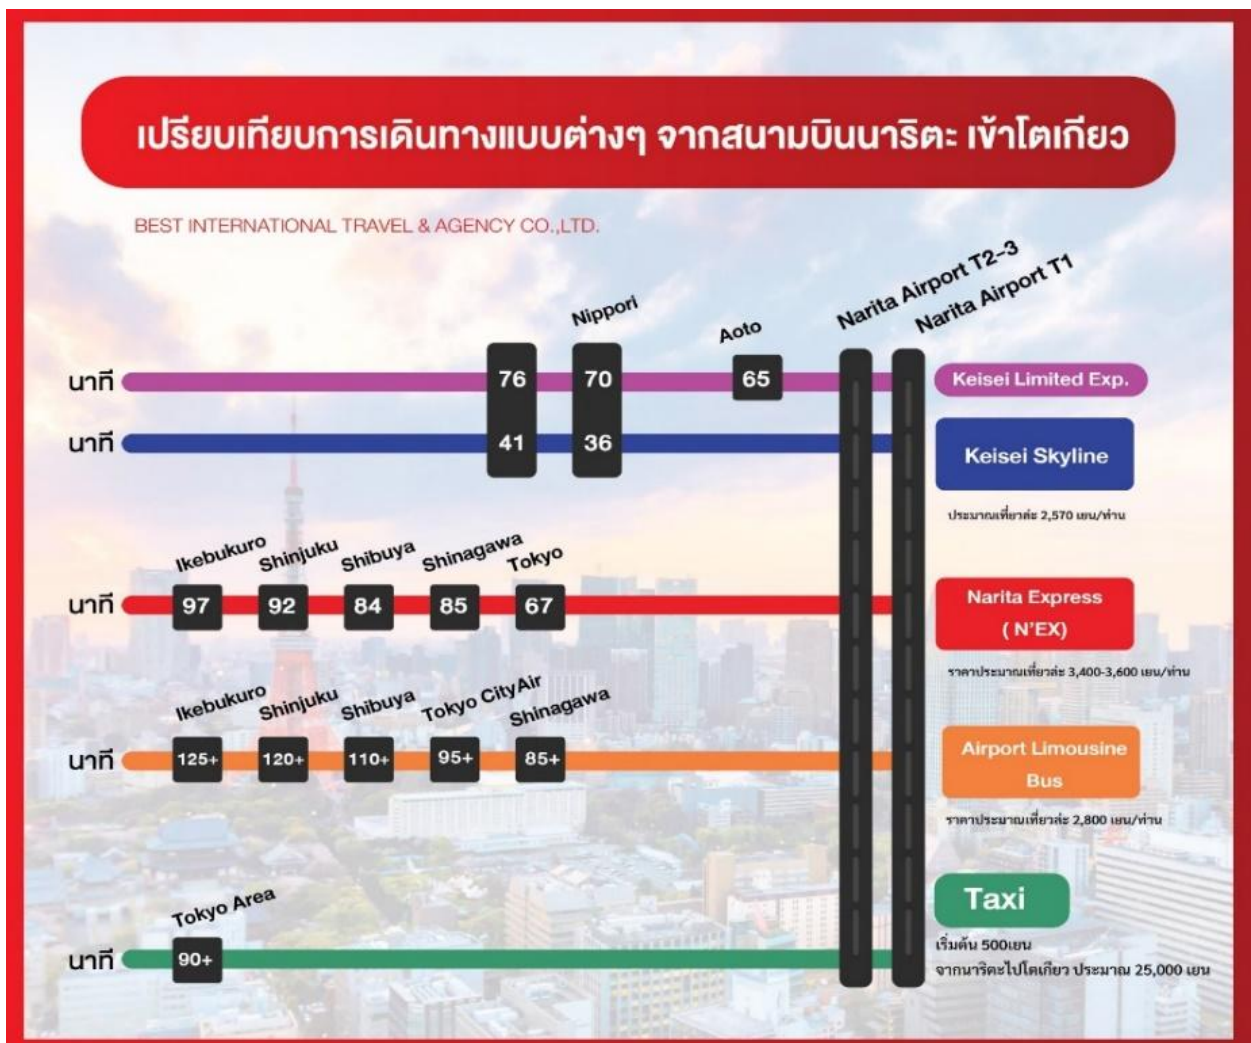 เปรียบเทียบการเดินทางแบบต่างๆ จากสนามบินนาริตะ เข้าโตเกียว
BEST INTERNATIONAL TRAVEL & AGENCY CO.,LTD.
Nippori
Aoto
Narita Airport T2-3
Narita Airport T1
นาที 76 70 65 Keisei Limited Exp.
นาที 41 36 Keisei Skyline
ประมาณเที่ยวล่ะ 2,570 เยน/ท่าน
Ikebukuro Shinjuku Shibuya Shinagawa Tokyo
นาที 97 92 84 85 67
Narita Express
( N'EX)
ราคาประมาณเที่ยวล่ะ 3,400-3,600 เยน/ท่าน
Ikebukuro Shinjuku Shibuya Tokyo CityAir Shinagawa
นาที 125+ 120+ 110+ 95+ 85+
Airport Limousine
Bus
ราคาประมาณเที่ยวล่ะ 2,800 เยน/ท่าน
Tokyo Area
นาที 90+
Taxi
เริ่มต้น 500เยน
จากนาริตะไปโตเกียว ประมาณ 25,000 เยน